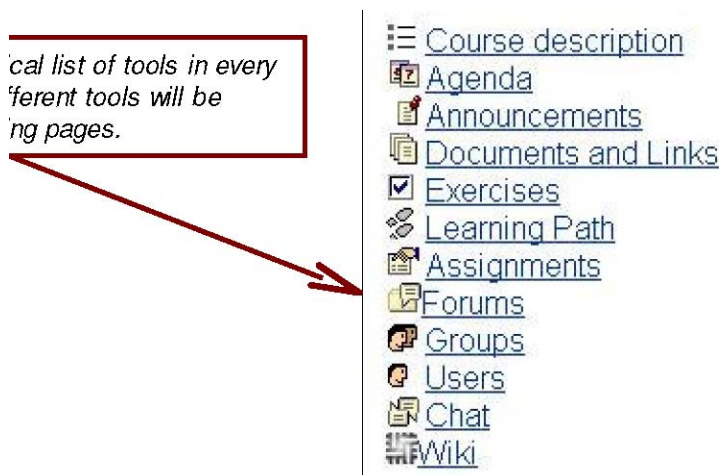 cal list of tools in every
fferent tools will be
ng pages.
Course description
Agenda
Announcements
Documents and Links
Exercises
Learning Path
Assignments
Forums
Groups
Users
Chat
Wiki